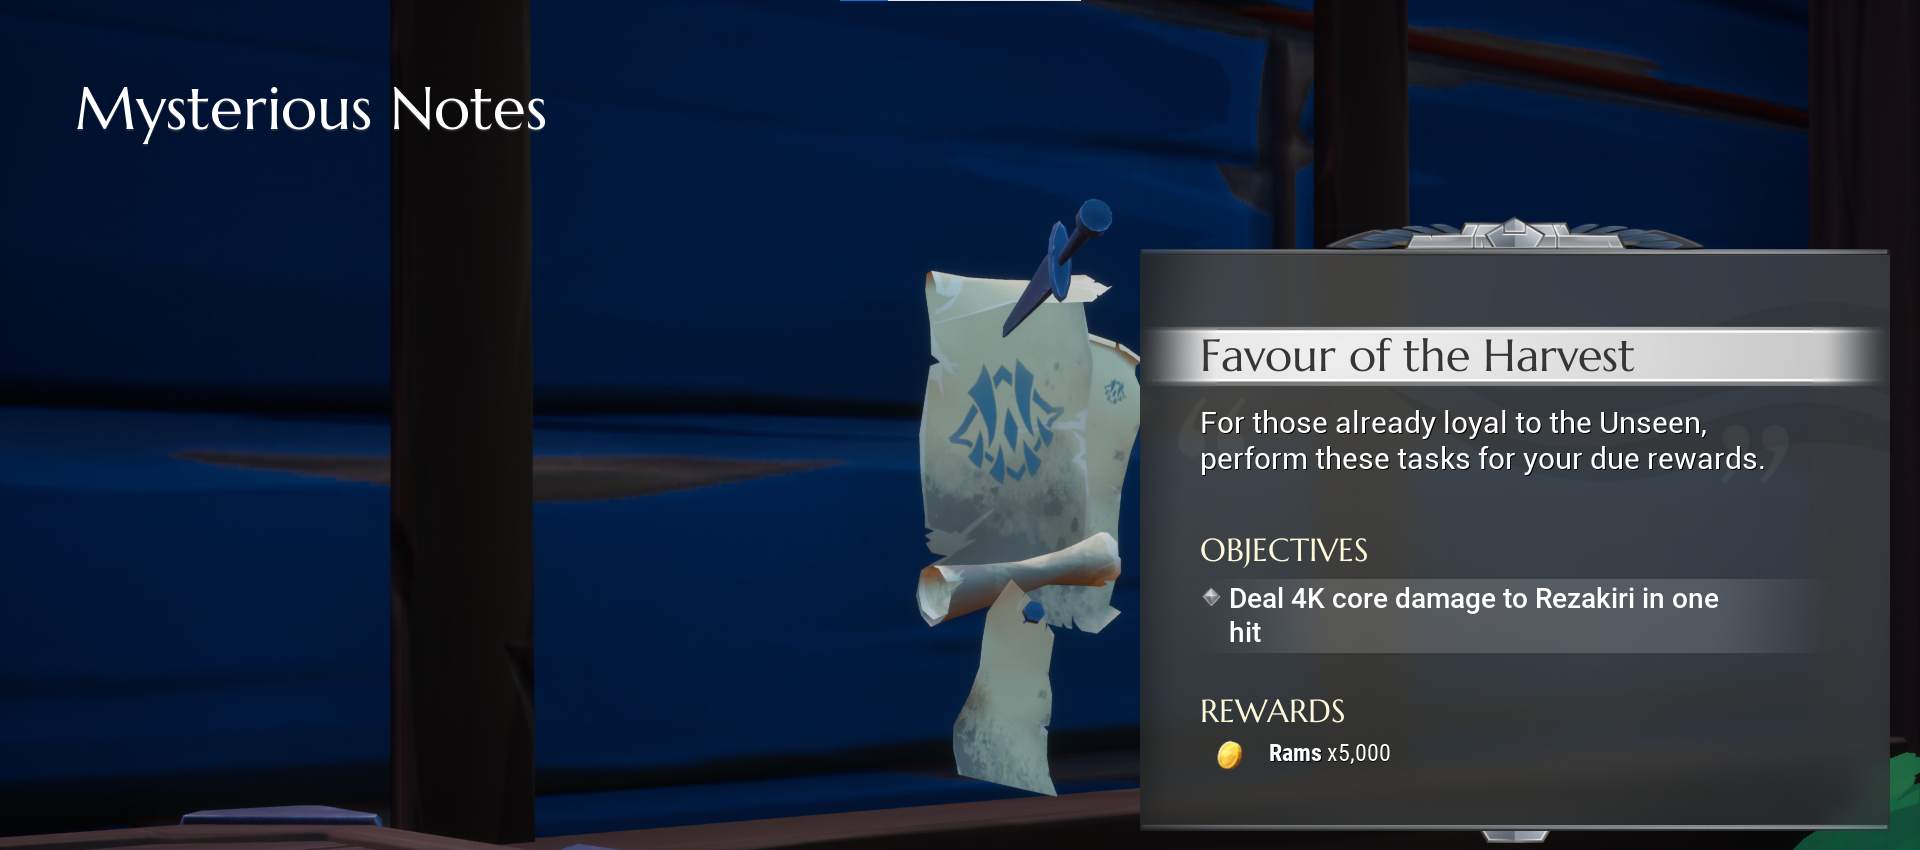 Mysterious Notes
Favour of the Harvest
For those already loyal to the Unseen,
perform these tasks for your due rewards.
OBJECTIVES
Deal 4K core damage to Rezakiri in one
hit
REWARDS
Rams x5,000